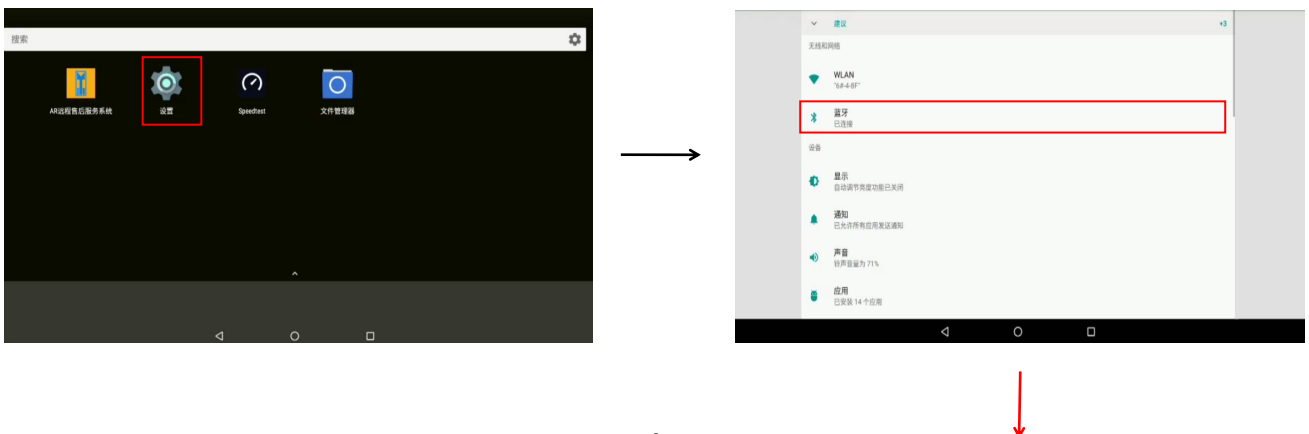 搜索
AR远程售后服务系统
设置
Speedtest
文件管理器
建议
+3
无线和网络
WLAN
"6#-4-8F"
蓝牙
已连接
设备
显示
自动调节亮度功能已关闭
通知
已允许所有应用发送通知
声音
铃声音量为 71%
应用
已安装 14 个应用